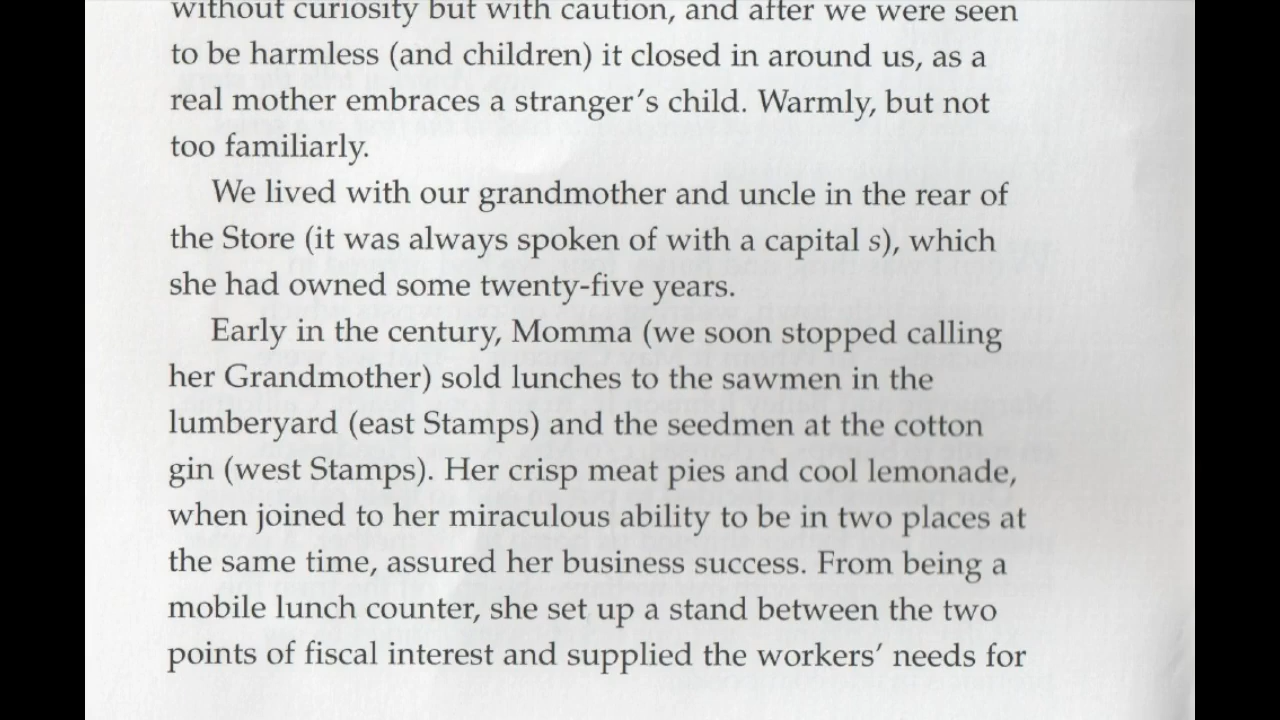 without curiosity but with caution, and after we were seen
to be harmless (and children) it closed in around us, as a
real mother embraces a stranger's child. Warmly, but not
too familiarly.
We lived with our grandmother and uncle in the rear of
the Store (it was always spoken of with a capital s), which
she had owned some twenty-five years.
Early in the century, Momma (we soon stopped calling
her Grandmother) sold lunches to the sawmen in the
lumberyard (east Stamps) and the seedmen at the cotton
gin (west Stamps). Her crisp meat pies and cool lemonade,
when joined to her miraculous ability to be in two places at
the same time, assured her business success. From being a
mobile lunch counter, she set up a stand between the two
points of fiscal interest and supplied the workers' needs for